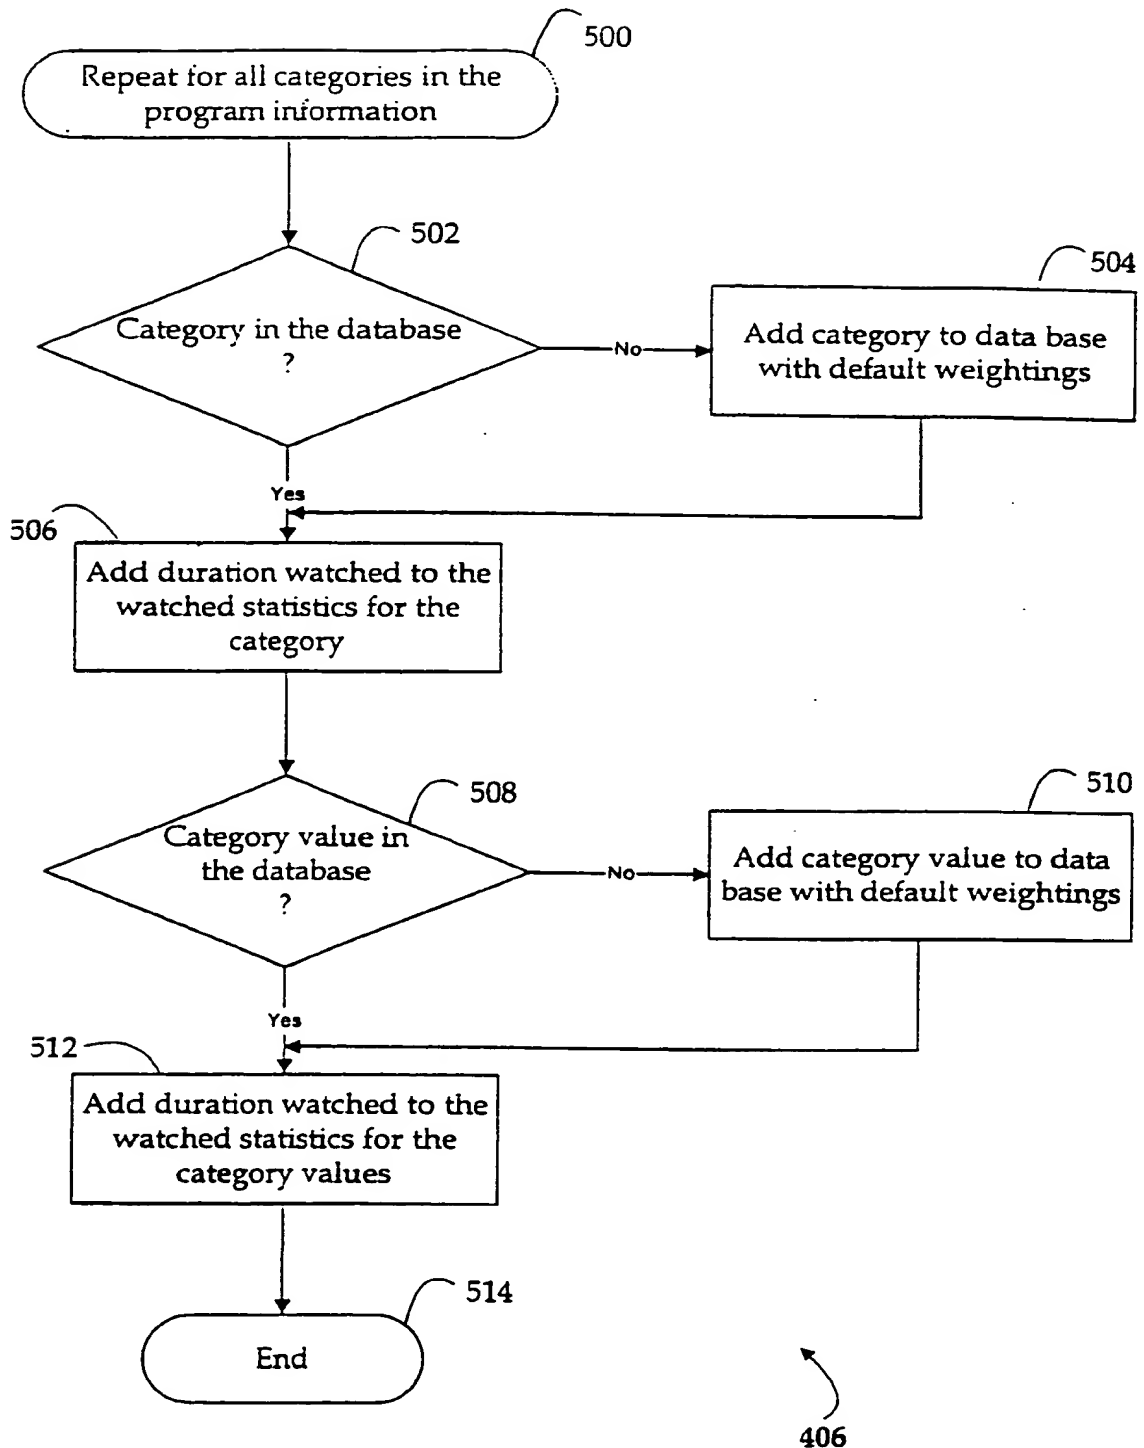 500
Repeat for all categories in the
program information
502
Category in the database
?
No
504
Add category to data base
with default weightings
Yes
506
Add duration watched to the
watched statistics for the
category
508
Category value in
the database
?
No
510
Add category value to data
base with default weightings
Yes
512
Add duration watched to the
watched statistics for the
category values
514
End
406